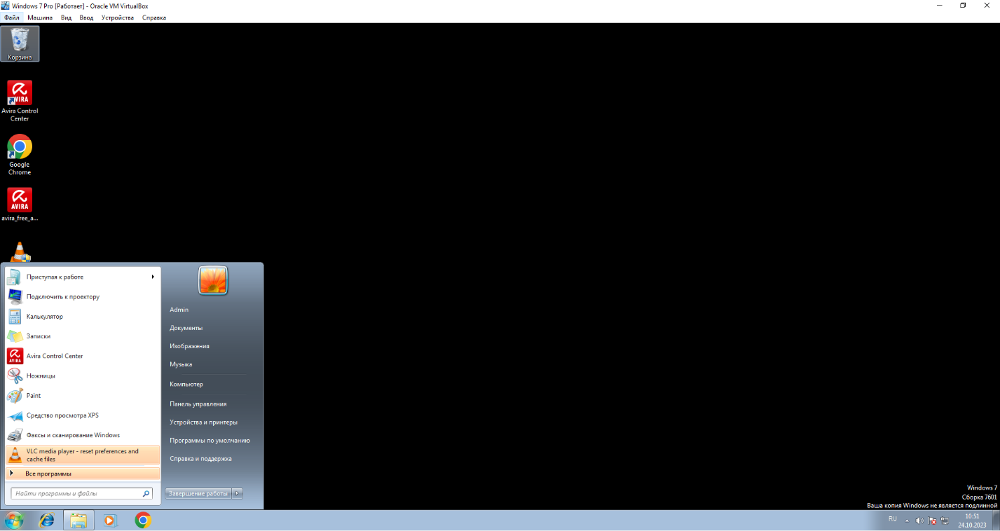 Windows 7 Pro [Работает] - Oracle VM VirtualBox
Файл Машина Вид Ввод Устройства Справка
Корзина
AVIRA
Avira Control
Center
Google
Chrome
AVIRA
avira_free_a...
Приступая к работе
Подключить к проектору
Калькулятор
Записки
AVIRA
Avira Control Center
Ножницы
Paint
Средство просмотра XPS
Факсы и сканирование Windows
VLC media player - reset preferences and
cache files
Все программы
Найти программы и файлы
Admin
Документы
Изображения
Музыка
Компьютер
Панель управления
Устройства и принтеры
Программы по умолчанию
Справка и поддержка
Завершение работы
Windows 7
Сборка 7601
Ваша копия Windows не является подлинной
RU
10:51
24.10.2023